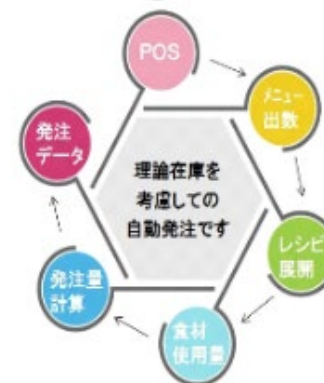 POS
メニュー
出数
レシピ
展開
食材
使用量
発注量
計算
発注
データ
理論在庫を
考慮しての
自動発注です